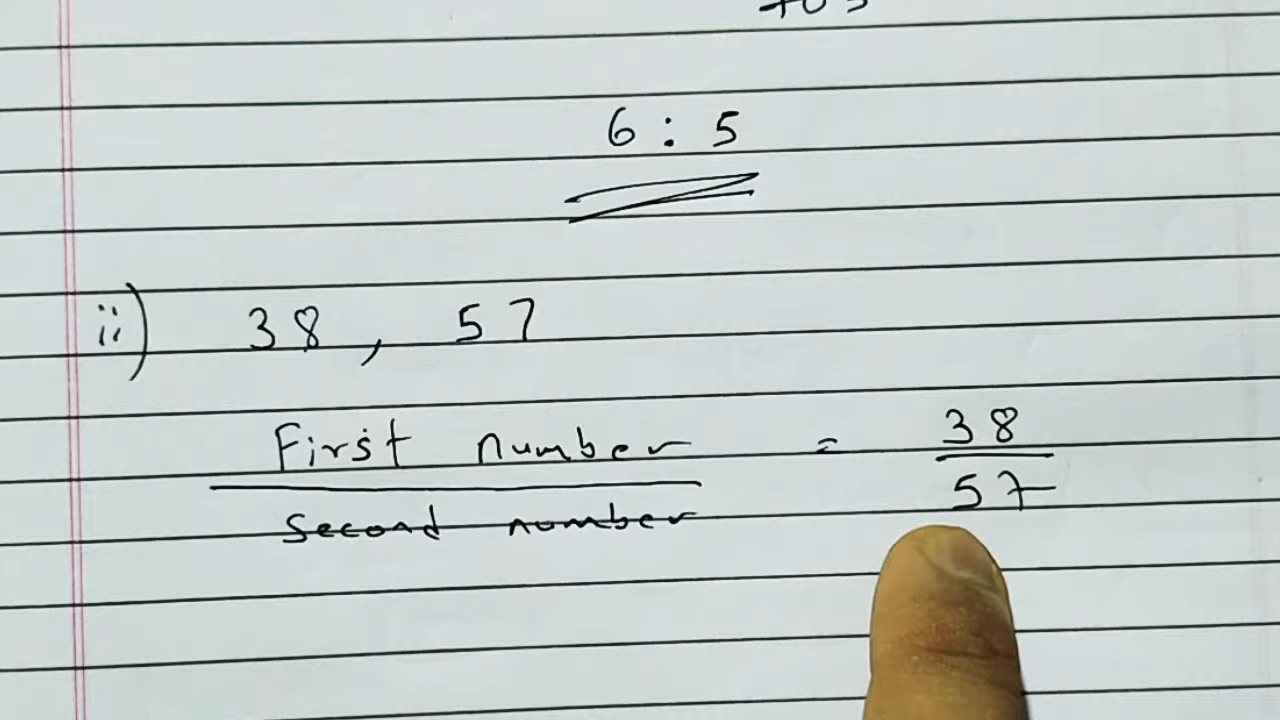 6 : 5
ii) 38 , 57
First number = 38
second number 57